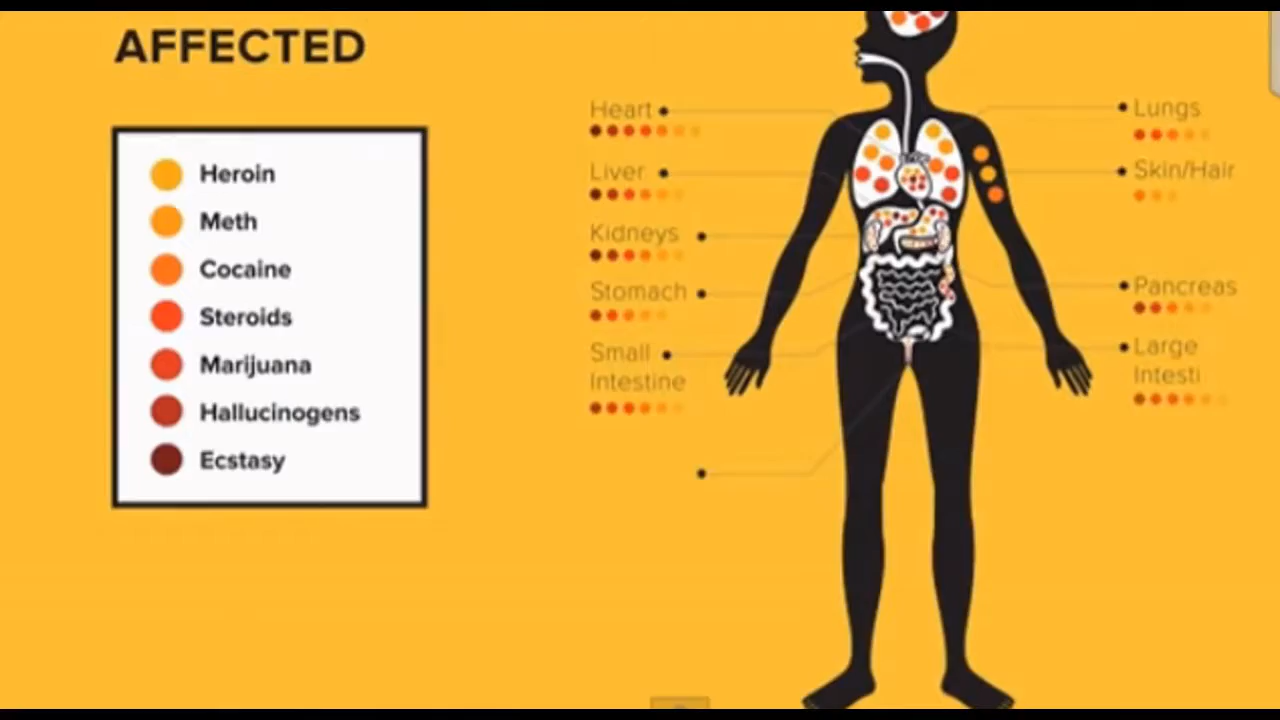 AFFECTED
Heroin
Meth
Cocaine
Steroids
Marijuana
Hallucinogens
Ecstasy
Heart
Liver
Kidneys
Stomach
Small
Intestine
Lungs
Skin/Hair
Pancreas
Large
Intesti